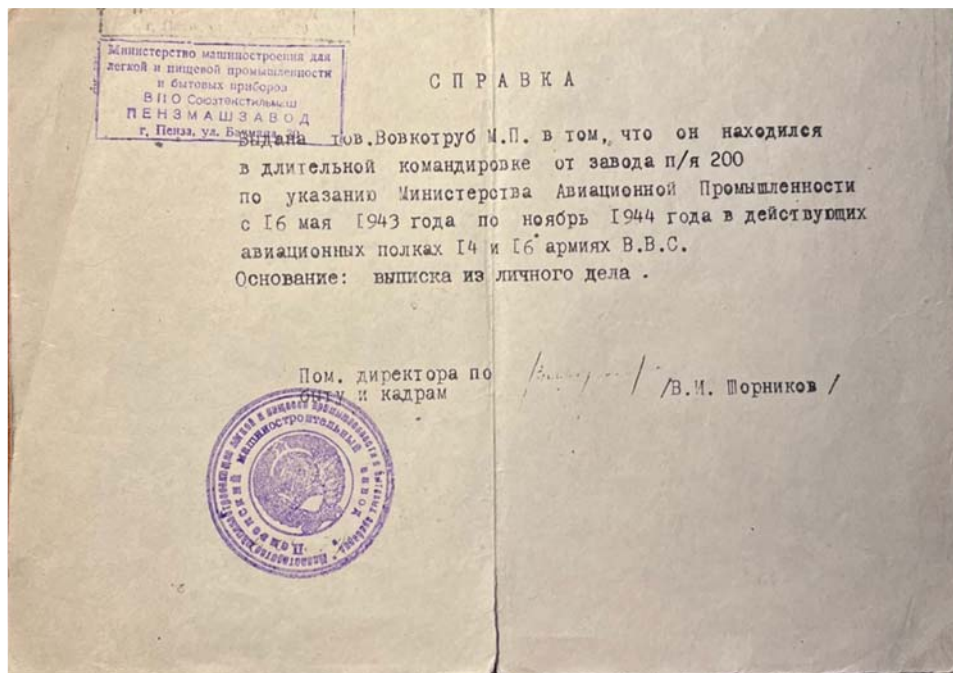 Министерство машиностроения для
легкой и пищевой промышленности
и бытовых приборов
ВПО Союзтекстильмаш
ПЕНЗМАШЗАВОД
г. Пенза, ул.
СПРАВКА
Выдана тов.Вовкотруб М.П. в том, что он находился
в длительной командировке от завода п/я 200
по указанию Министерства Авиационной Промышленности
с I6 мая I943 года по ноябрь I944 года в действующих
авиационных полках I4 и I6 армиях В.В.С.
Основание: выписка из личного дела .
Пом. директора по
быту и кадрам
/В.И. Шорников /
машиностроительный завод